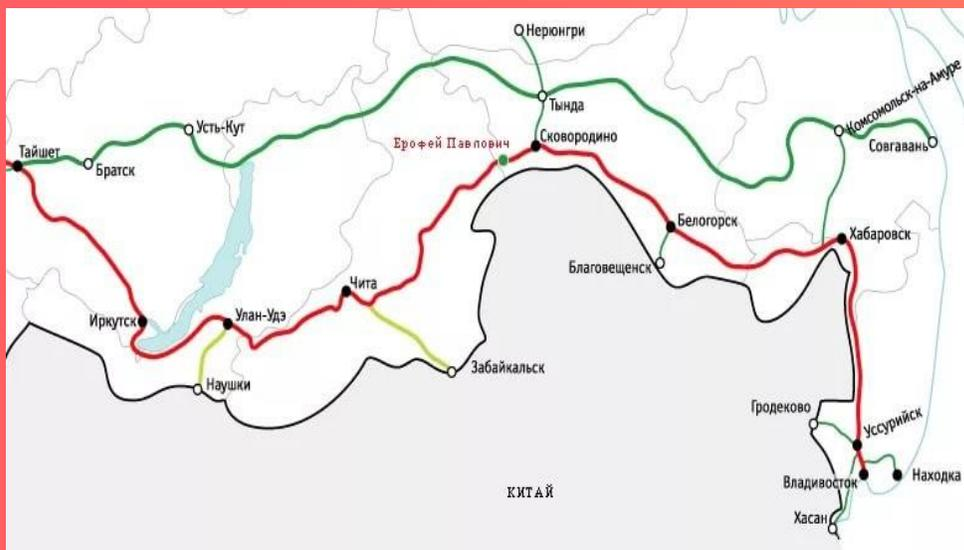 Нерюнгри
Тында
Комсомольск-на-Амуре
Усть-Кут
Ерофей Павлович
Сковородино
Совгавань
Тайшет
Братск
Белогорск
Хабаровск
Благовещенск
Чита
Иркутск
Улан-Удэ
Забайкальск
Наушки
Гродеково
Уссурийск
Владивосток
Находка
КИТАЙ
Хасан